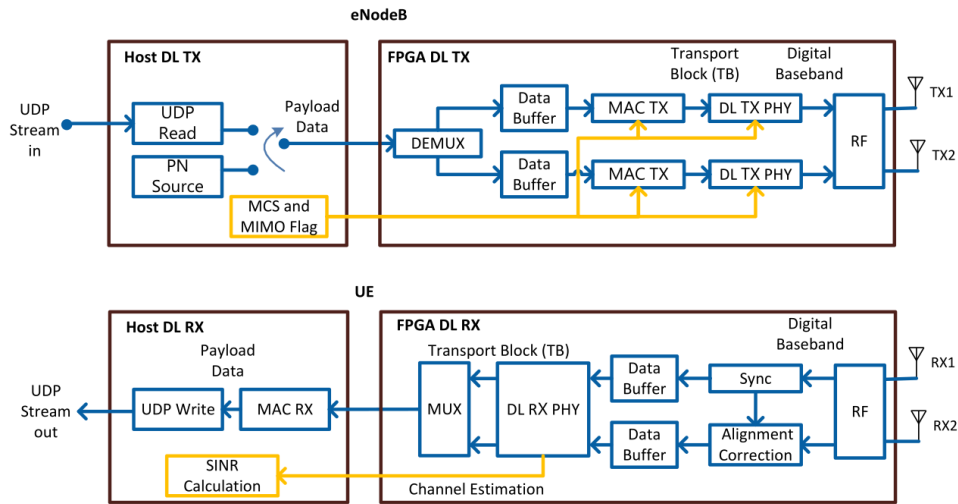 eNodeB
Host DL TX
FPGA DL TX
UDP
Stream
in
UDP
Read
PN
Source
Payload
Data
MCS and
MIMO Flag
DEMUX
Data
Buffer
Data
Buffer
MAC TX
MAC TX
Transport
Block (TB)
DL TX PHY
DL TX PHY
Digital
Baseband
RF
TX1
TX2
UE
Host DL RX
FPGA DL RX
UDP
Stream
out
Payload
Data
UDP Write
MAC RX
SINR
Calculation
Transport Block (TB)
MUX
DL RX PHY
Channel Estimation
Data
Buffer
Data
Buffer
Sync
Alignment
Correction
Digital
Baseband
RF
RX1
RX2